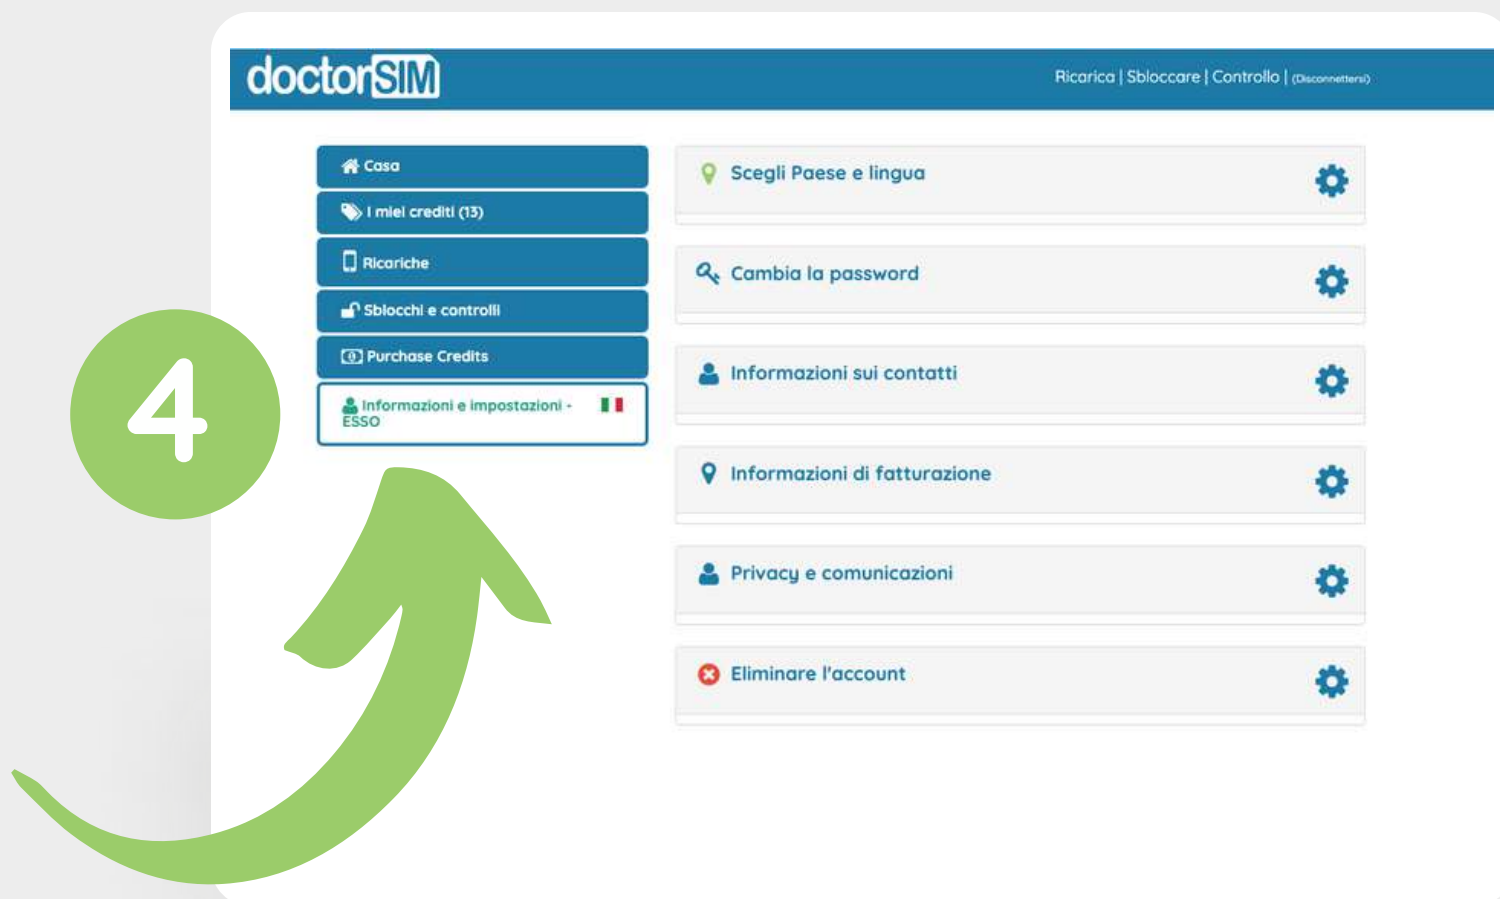 doctorSIM
Ricarica | Sbloccare | Controllo | (Disconnettersi)
Casa
I miei crediti (13)
Ricariche
Sblocchi e controlli
Purchase Credits
Informazioni e impostazioni -
ESSO
4
Scegli Paese e lingua
Cambia la password
Informazioni sui contatti
Informazioni di fatturazione
Privacy e comunicazioni
Eliminare l'account